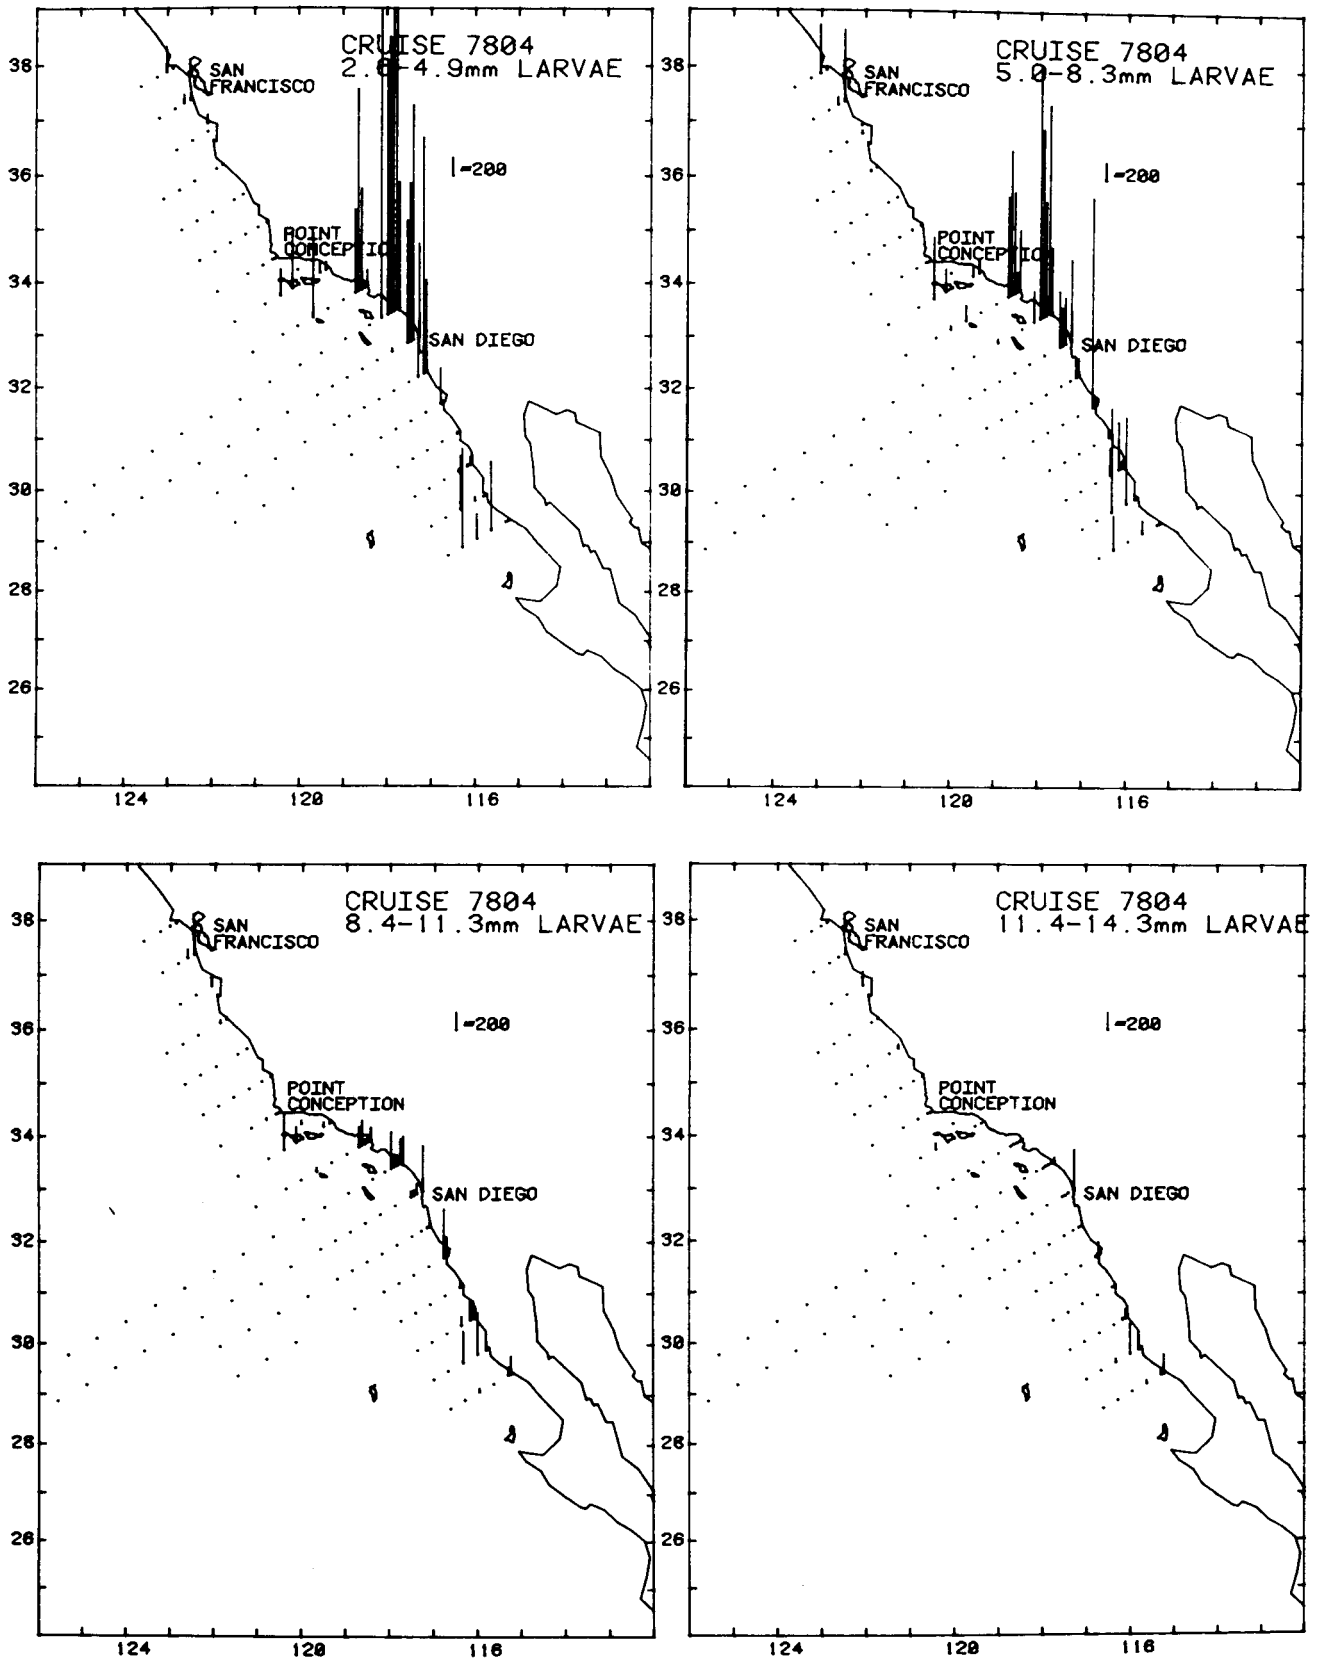 CRUISE 7804
2.6-4.9mm LARVAE
SAN
FRANCISCO
=200
POINT
CONCEPTION
SAN DIEGO
38
36
34
32
30
28
26
124 120 116
CRUISE 7804
5.0-8.3mm LARVAE
SAN
FRANCISCO
=200
POINT
CONCEPTION
SAN DIEGO
38
36
34
32
30
28
26
124 120 116
CRUISE 7804
8.4-11.3mm LARVAE
SAN
FRANCISCO
=200
POINT
CONCEPTION
SAN DIEGO
38
36
34
32
30
28
26
124 120 116
CRUISE 7804
11.4-14.3mm LARVAE
SAN
FRANCISCO
=200
POINT
CONCEPTION
SAN DIEGO
38
36
34
32
30
28
26
124 120 116